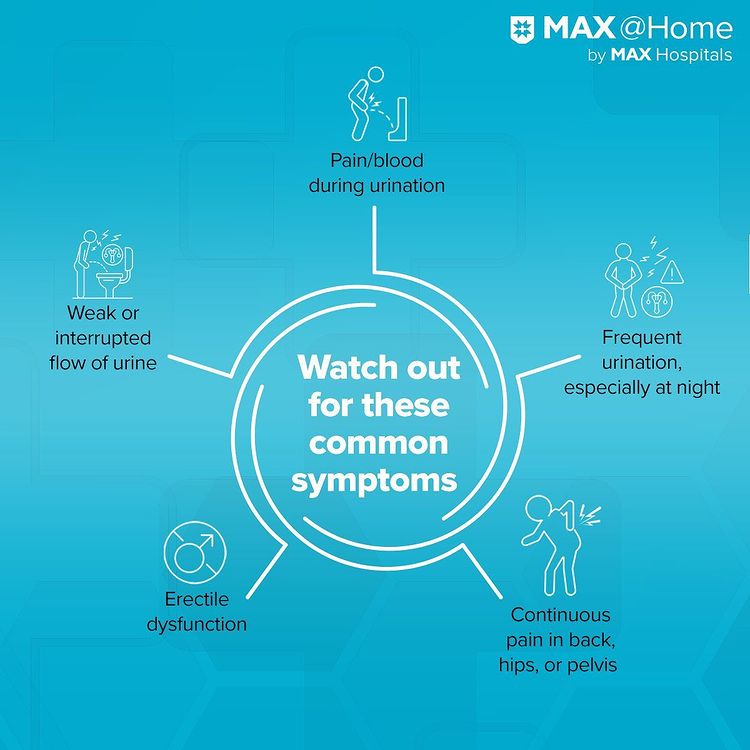 MAX @Home
by MAX Hospitals
Pain/blood
during urination
Weak or
interrupted
flow of urine
Frequent
urination,
especially at night
Watch out
for these
common
symptoms
Erectile
dysfunction
Continuous
pain in back,
hips, or pelvis